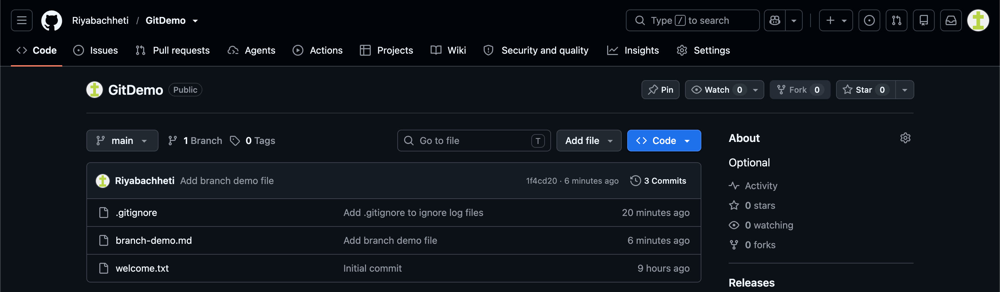 Riyabachheti / GitDemo
Type / to search
Code Issues Pull requests Agents Actions Projects Wiki Security and quality Insights Settings
GitDemo Public
Pin Watch 0 Fork 0 Star 0
main 1 Branch 0 Tags Go to file T Add file Code
Riyabachheti Add branch demo file 1f4cd20 · 6 minutes ago 3 Commits
.gitignore Add .gitignore to ignore log files 20 minutes ago
branch-demo.md Add branch demo file 6 minutes ago
welcome.txt Initial commit 9 hours ago
About
Optional
Activity
0 stars
0 watching
0 forks
Releases